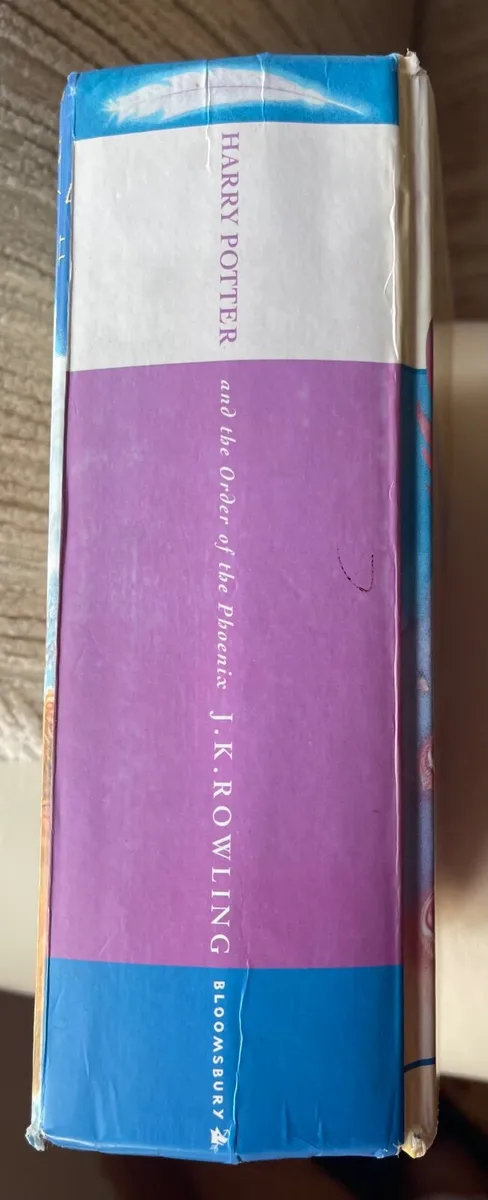 HARRY POTTER and the Order of the Phoenix J.K.ROWLING BLOOMSBURY